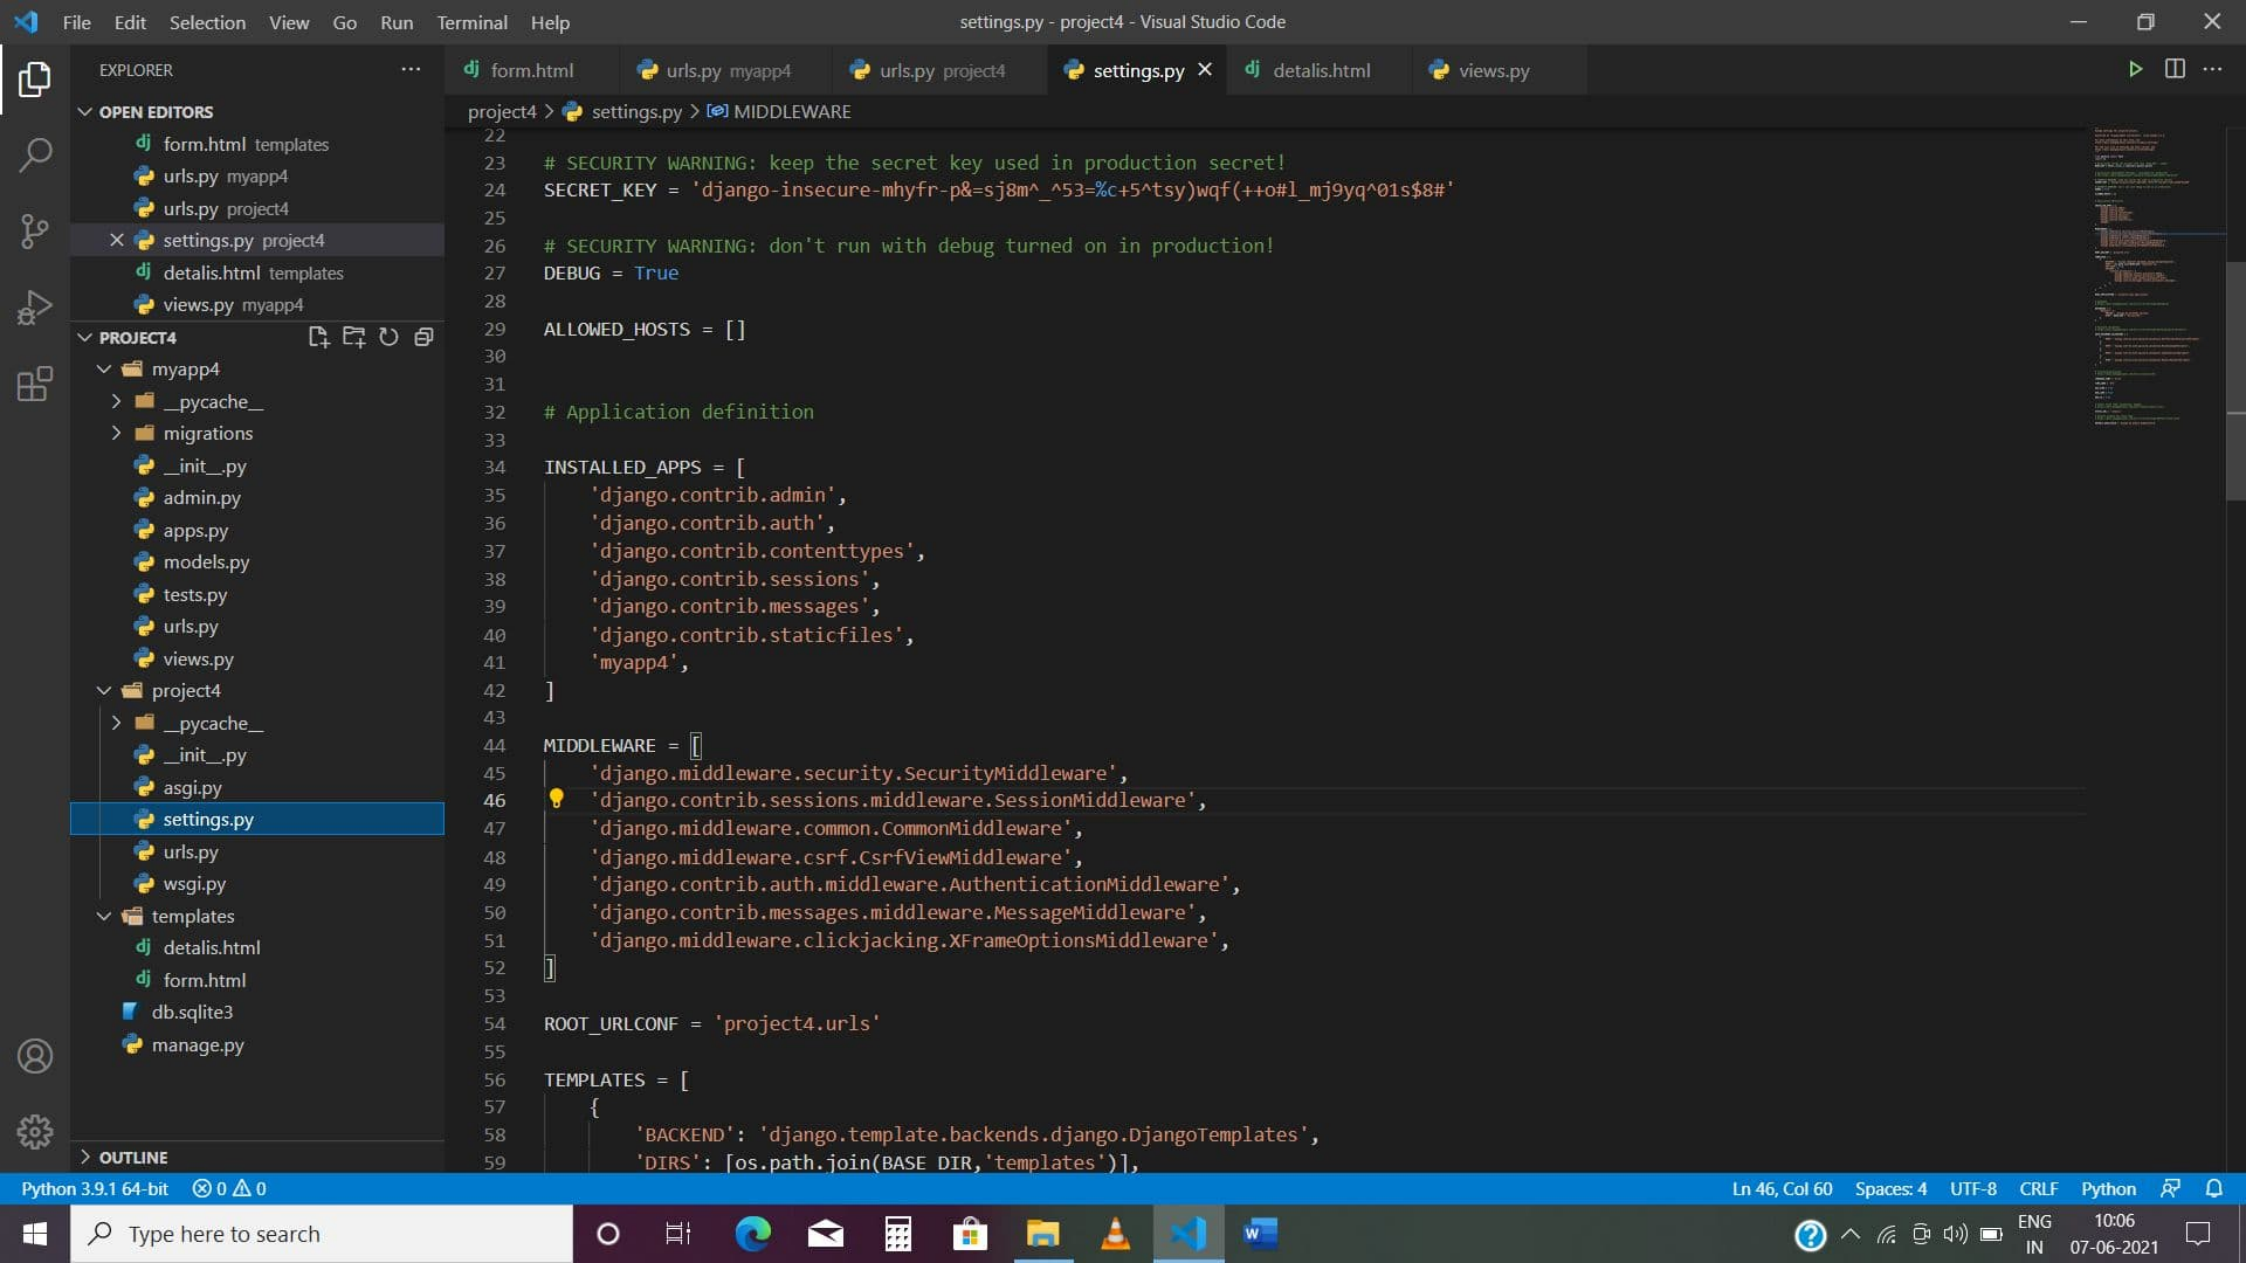 File Edit Selection View Go Run Terminal Help
settings.py - project4 - Visual Studio Code
EXPLORER
form.html
urls.py myapp4
urls.py project4
settings.py
detalis.html
views.py
OPEN EDITORS
form.html templates
urls.py myapp4
urls.py project4
settings.py project4
detalis.html templates
views.py myapp4
PROJECT4
myapp4
__pycache__
migrations
__init__.py
admin.py
apps.py
models.py
tests.py
urls.py
views.py
project4
__pycache__
__init__.py
asgi.py
settings.py
urls.py
wsgi.py
templates
detalis.html
form.html
db.sqlite3
manage.py
OUTLINE
project4 > settings.py > MIDDLEWARE
22
23 # SECURITY WARNING: keep the secret key used in production secret!
24 SECRET_KEY = 'django-insecure-mhyfr-p&=sj8m^_^53=%c+5^tsy)wqf(++o#l_mj9yq^01s$8#'
25
26 # SECURITY WARNING: don't run with debug turned on in production!
27 DEBUG = True
28
29 ALLOWED_HOSTS = []
30
31
32 # Application definition
33
34 INSTALLED_APPS = [
35 'django.contrib.admin',
36 'django.contrib.auth',
37 'django.contrib.contenttypes',
38 'django.contrib.sessions',
39 'django.contrib.messages',
40 'django.contrib.staticfiles',
41 'myapp4',
42 ]
43
44 MIDDLEWARE = [
45 'django.middleware.security.SecurityMiddleware',
46 'django.contrib.sessions.middleware.SessionMiddleware',
47 'django.middleware.common.CommonMiddleware',
48 'django.middleware.csrf.CsrfViewMiddleware',
49 'django.contrib.auth.middleware.AuthenticationMiddleware',
50 'django.contrib.messages.middleware.MessageMiddleware',
51 'django.middleware.clickjacking.XFrameOptionsMiddleware',
52 ]
53
54 ROOT_URLCONF = 'project4.urls'
55
56 TEMPLATES = [
57 {
58 'BACKEND': 'django.template.backends.django.DjangoTemplates',
59 'DIRS': [os.path.join(BASE_DIR,'templates')],
Python 3.9.1 64-bit 0 0
Ln 46, Col 60 Spaces: 4 UTF-8 CRLF Python
Type here to search
ENG
IN
10:06
07-06-2021